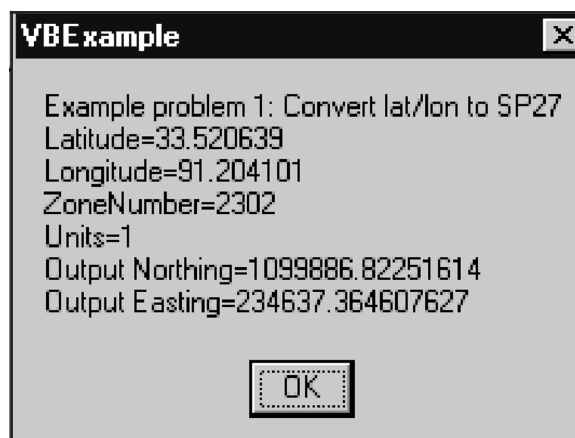 VBExample
Example problem 1: Convert lat/lon to SP27
Latitude=33.520639
Longitude=91.204101
ZoneNumber=2302
Units=1
Output Northing=1099886.82251614
Output Easting=234637.364607627
OK